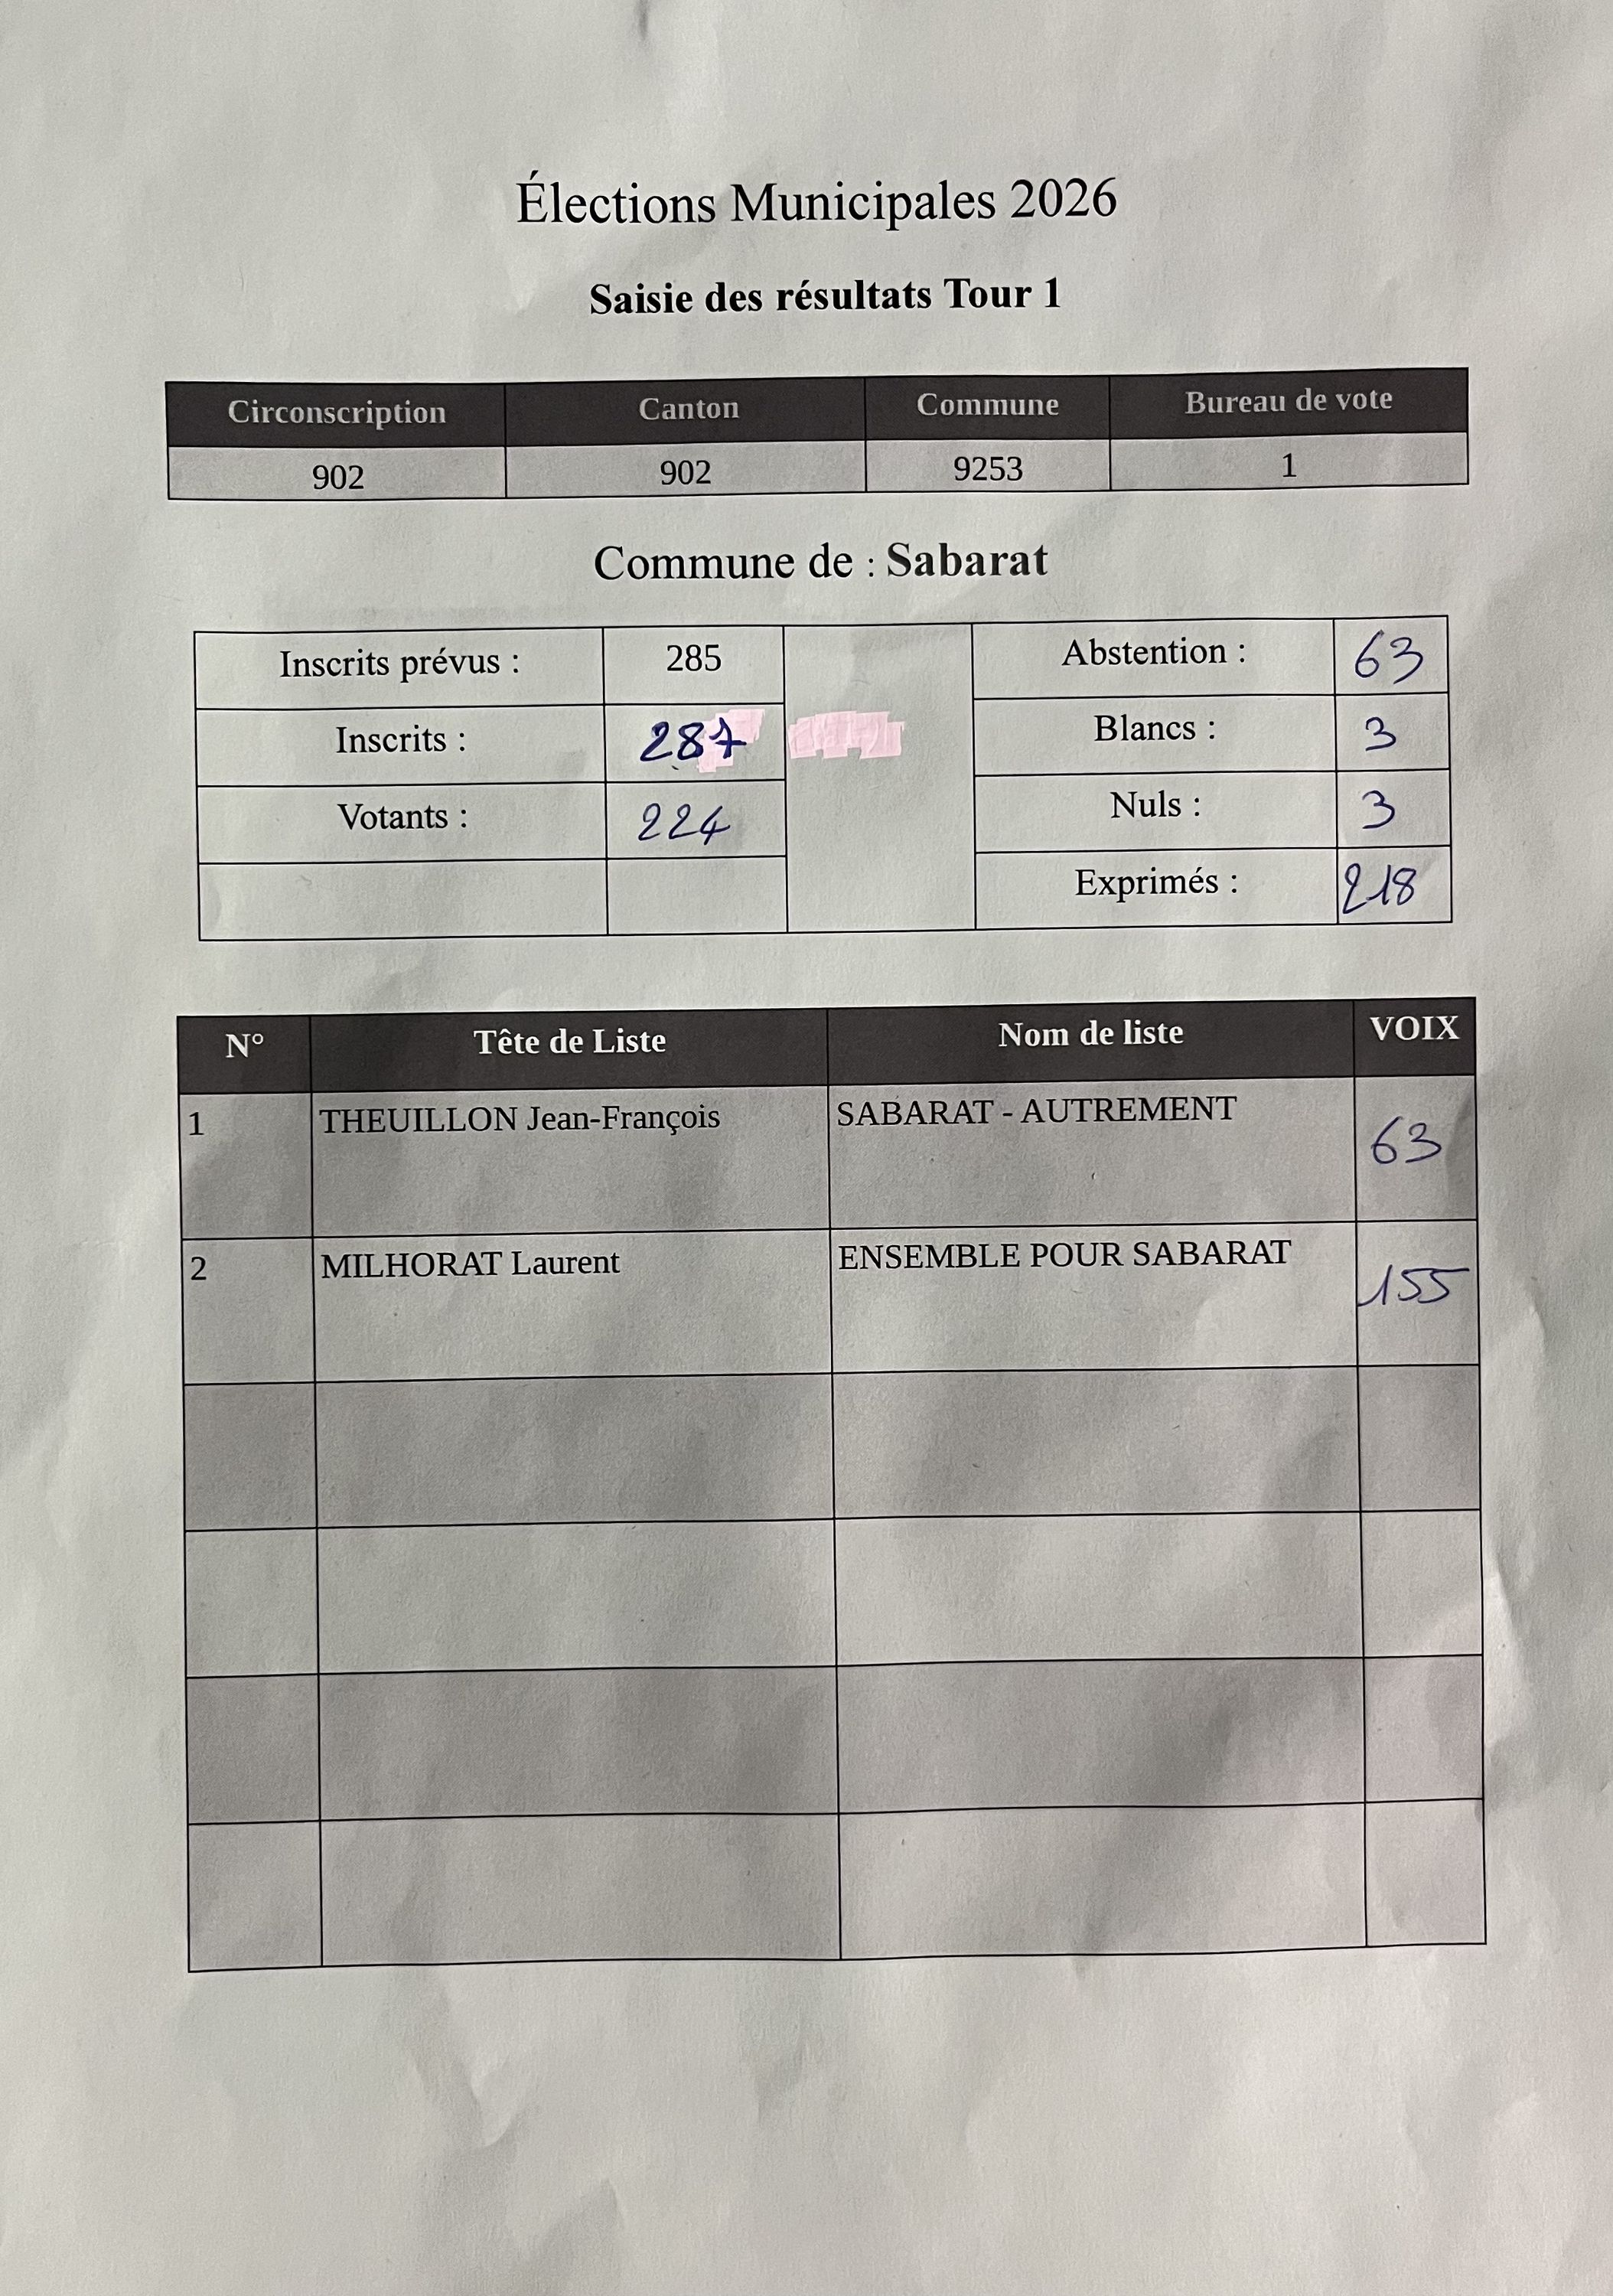 Élections Municipales 2026
Saisie des résultats Tour 1
Circonscription Canton Commune Bureau de vote
902 902 9253 1
Commune de : Sabarat
Inscrits prévus : 285 Abstention : 63
Inscrits : 287 Blancs : 3
Votants : 224 Nuls : 3
Exprimés : 218
N° Tête de Liste Nom de liste VOIX
1 THEUILLON Jean-François SABARAT - AUTREMENT 63
2 MILHORAT Laurent ENSEMBLE POUR SABARAT 155